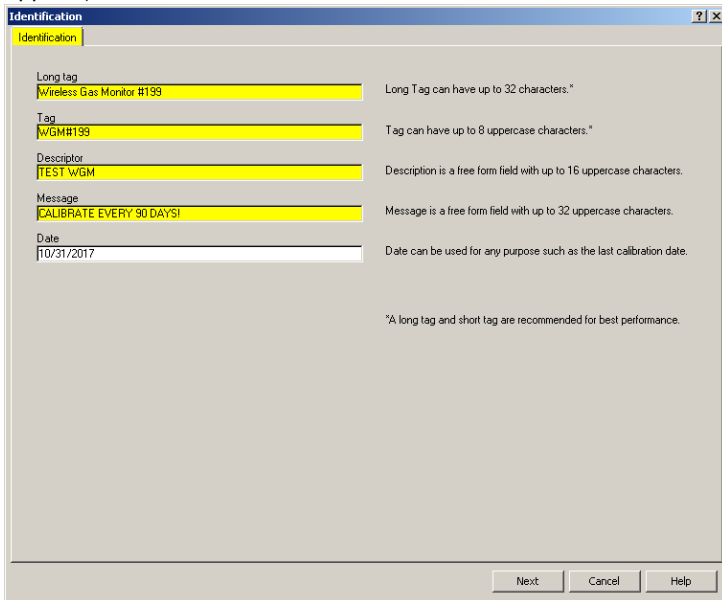 Identification
Identification
Long tag
Wireless Gas Monitor #199
Long Tag can have up to 32 characters.*
Tag
WGM#199
Tag can have up to 8 uppercase characters.*
Descriptor
TEST WGM
Description is a free form field with up to 16 uppercase characters.
Message
CALIBRATE EVERY 90 DAYS!
Message is a free form field with up to 32 uppercase characters.
Date
10/31/2017
Date can be used for any purpose such as the last calibration date.
*A long tag and short tag are recommended for best performance.
Next Cancel Help